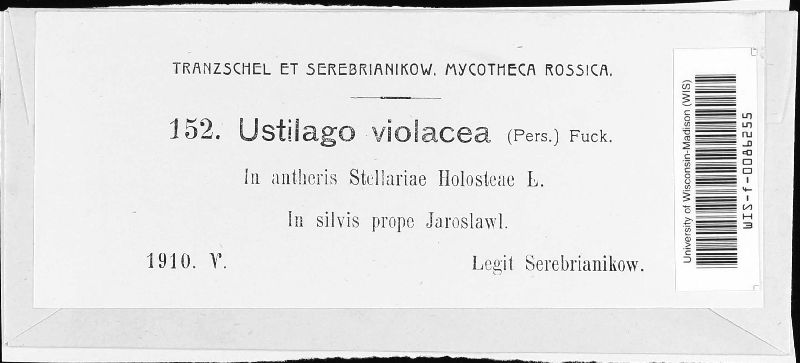 TRANZSCHEL ET SEREBRIANIKOW. MYCOTHECA ROSSICA.
152. Ustilago violacea (Pers.) Fuck.
In antheris Stellariae Holosteae L.
In silvis prope Jaroslawl.
1910. V.
Legit Serebrianikow.
University of Wisconsin-Madison (WIS)
WIS-f-0086255